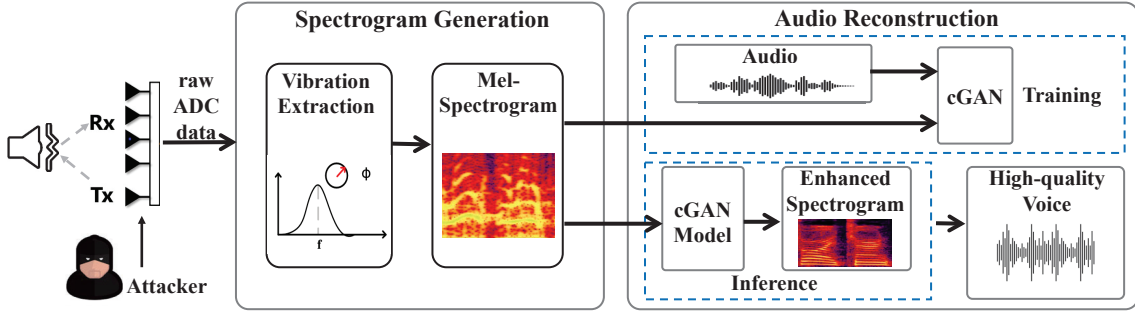 Spectrogram Generation
Audio Reconstruction
raw
ADC
data
Rx
Tx
Attacker
Vibration
Extraction
ϕ
f
Mel-
Spectrogram
Audio
cGAN
Training
cGAN
Model
Enhanced
Spectrogram
Inference
High-quality
Voice